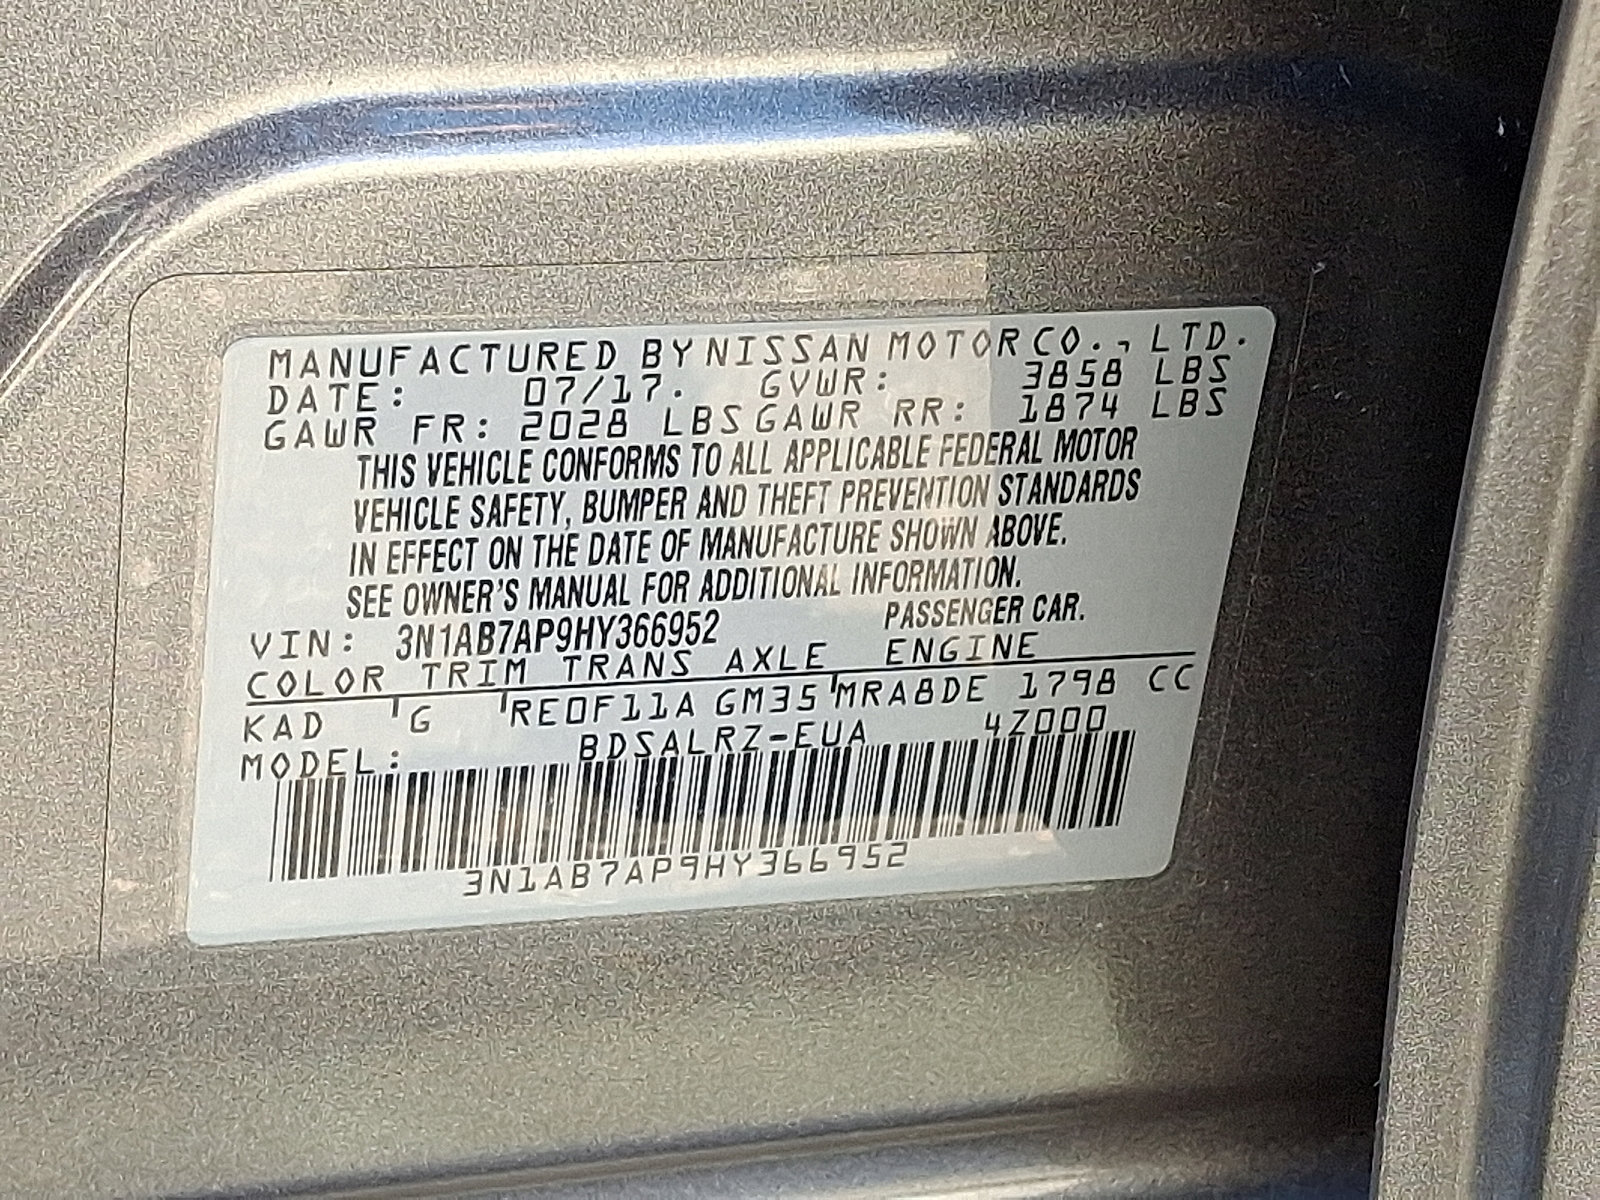 MANUFACTURED BY NISSAN MOTOR CO., LTD.
DATE: 07/17. GVWR: 3858 LBS
GAWR FR: 2028 LBS GAWR RR: 1874 LBS
THIS VEHICLE CONFORMS TO ALL APPLICABLE FEDERAL MOTOR
VEHICLE SAFETY, BUMPER AND THEFT PREVENTION STANDARDS
IN EFFECT ON THE DATE OF MANUFACTURE SHOWN ABOVE.
SEE OWNER'S MANUAL FOR ADDITIONAL INFORMATION.
VIN: 3N1AB7AP9HY366952 PASSENGER CAR.
COLOR TRIM TRANS AXLE ENGINE
KAD G RE0F11A GM35 MRA8DE 1798 CC
MODEL: BDSALRZ-EUA 4Z000
3N1AB7AP9HY366952